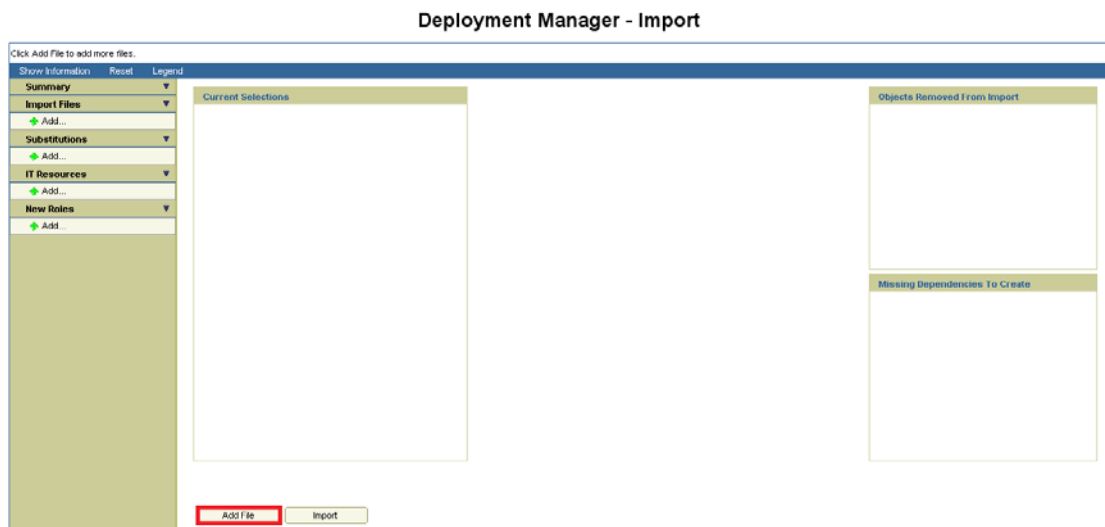 Deployment Manager - Import
Click Add File to add more files.
Show Information Reset Legend
Summary
Import Files
Add...
Substitutions
Add...
IT Resources
Add...
New Roles
Add...
Current Selections
Objects Removed From Import
Missing Dependencies To Create
Add File Import